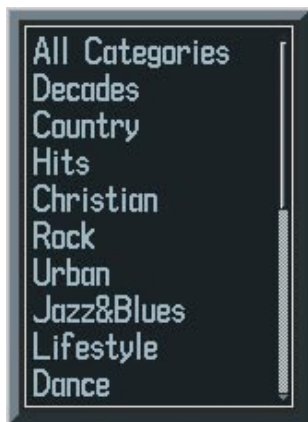 All Categories
Decades
Country
Hits
Christian
Rock
Urban
Jazz&Blues
Lifestyle
Dance